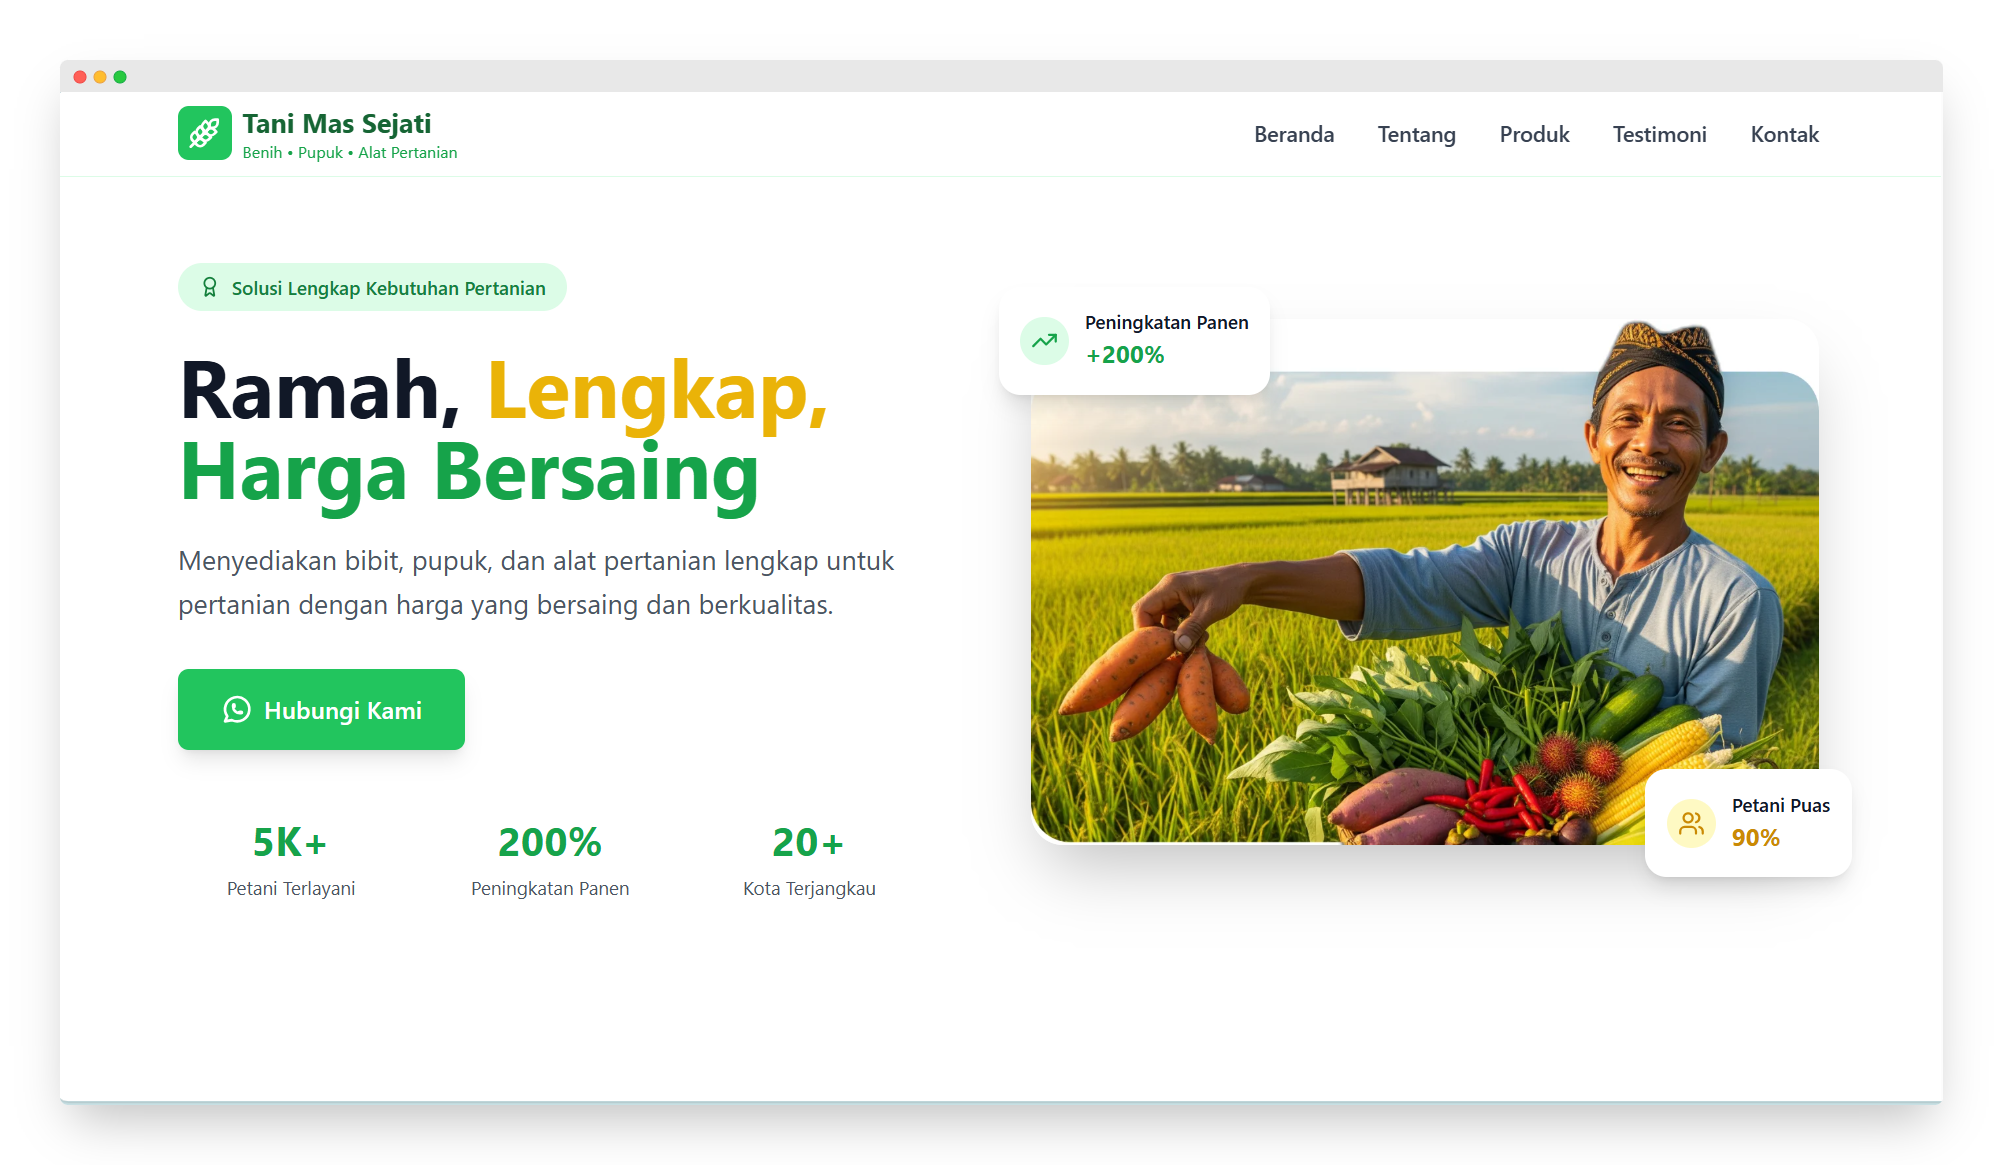 Tani Mas Sejati
Benih • Pupuk • Alat Pertanian
Beranda
Tentang
Produk
Testimoni
Kontak
Solusi Lengkap Kebutuhan Pertanian
Ramah, Lengkap,
Harga Bersaing
Menyediakan bibit, pupuk, dan alat pertanian lengkap untuk
pertanian dengan harga yang bersaing dan berkualitas.
Hubungi Kami
5K+
Petani Terlayani
200%
Peningkatan Panen
20+
Kota Terjangkau
Peningkatan Panen
+200%
Petani Puas
90%